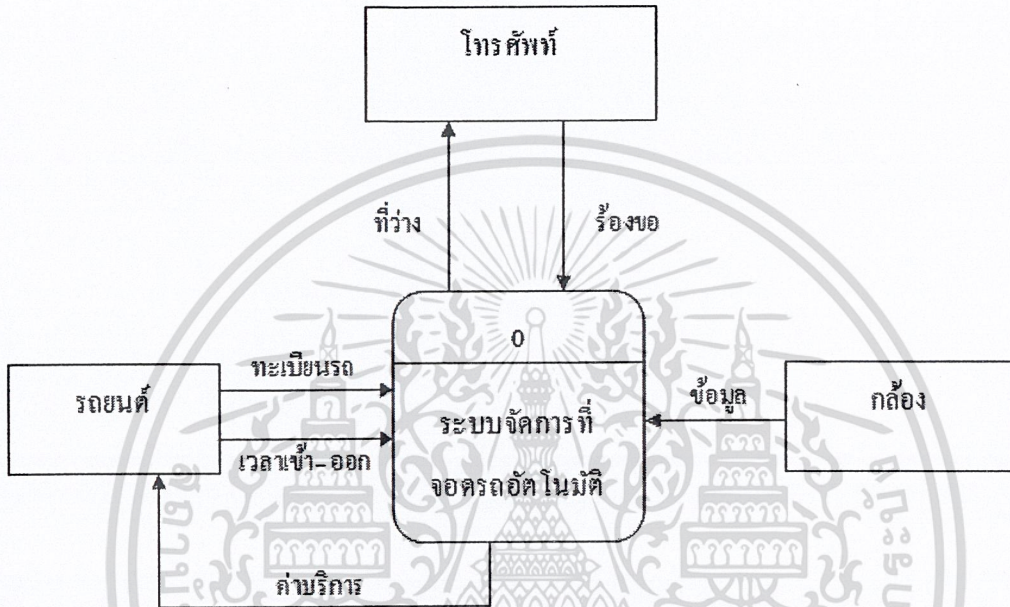 โทรศัพท์
ที่ว่าง
ร้องขอ
0
ทะเบียนรถ
รถยนต์
ระบบจัดการที่
ข้อมูล
กล้อง
เวลาเข้า-ออก
จอดรถอัตโนมัติ
ค่าบริการ